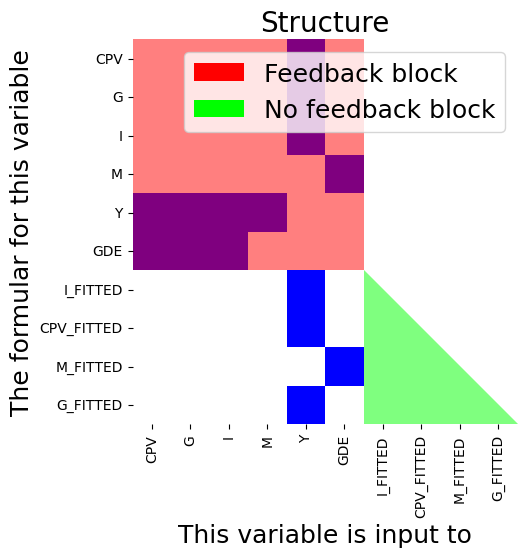 Structure
Feedback block
No feedback block
The formular for this variable
CPV
G
I
M
Y
GDE
I_FITTED
CPV_FITTED
M_FITTED
G_FITTED
CPV
G
I
M
Y
GDE
I_FITTED
CPV_FITTED
M_FITTED
G_FITTED
This variable is input to